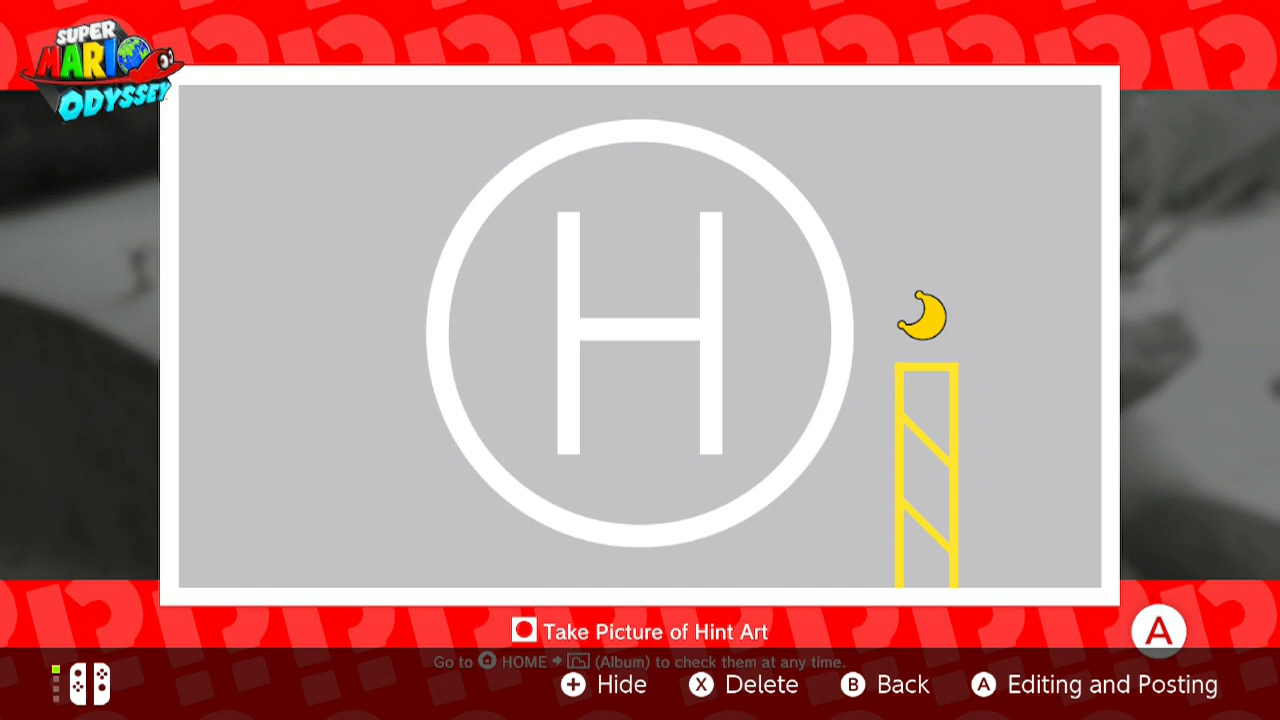 SUPER
MARIO
ODYSSEY
H
Take Picture of Hint Art
A
Go to HOME (Album) to check them at any time.
+ Hide
X Delete
B Back
A Editing and Posting